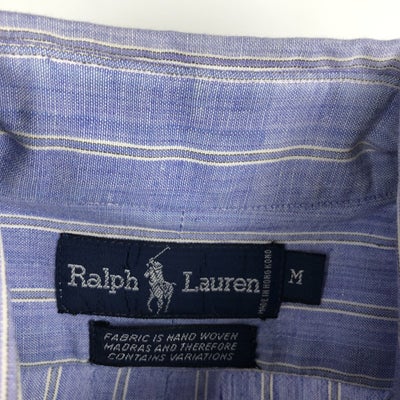 Ralph Lauren
MADE IN HONG KONG
M
FABRIC IS HAND WOVEN
MADRAS AND THEREFORE
CONTAINS VARIATIONS